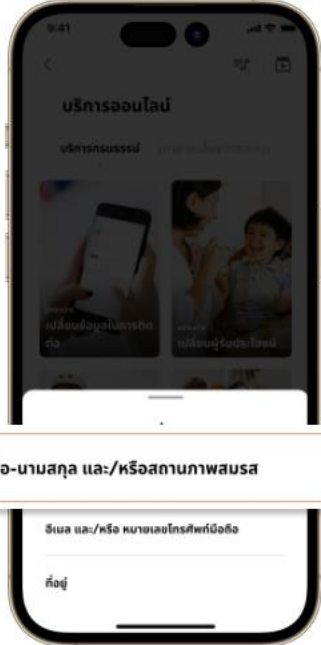 9:41
บริการออนไลน์
บริการกรมธรรม์
เปลี่ยนข้อมูลในการติด
ต่อ
เปลี่ยนผู้รับประโยชน์
อ-นามสกุล และ/หรือสถานภาพสมรส
อีเมล และ/หรือ หมายเลขโทรศัพท์มือถือ
ที่อยู่